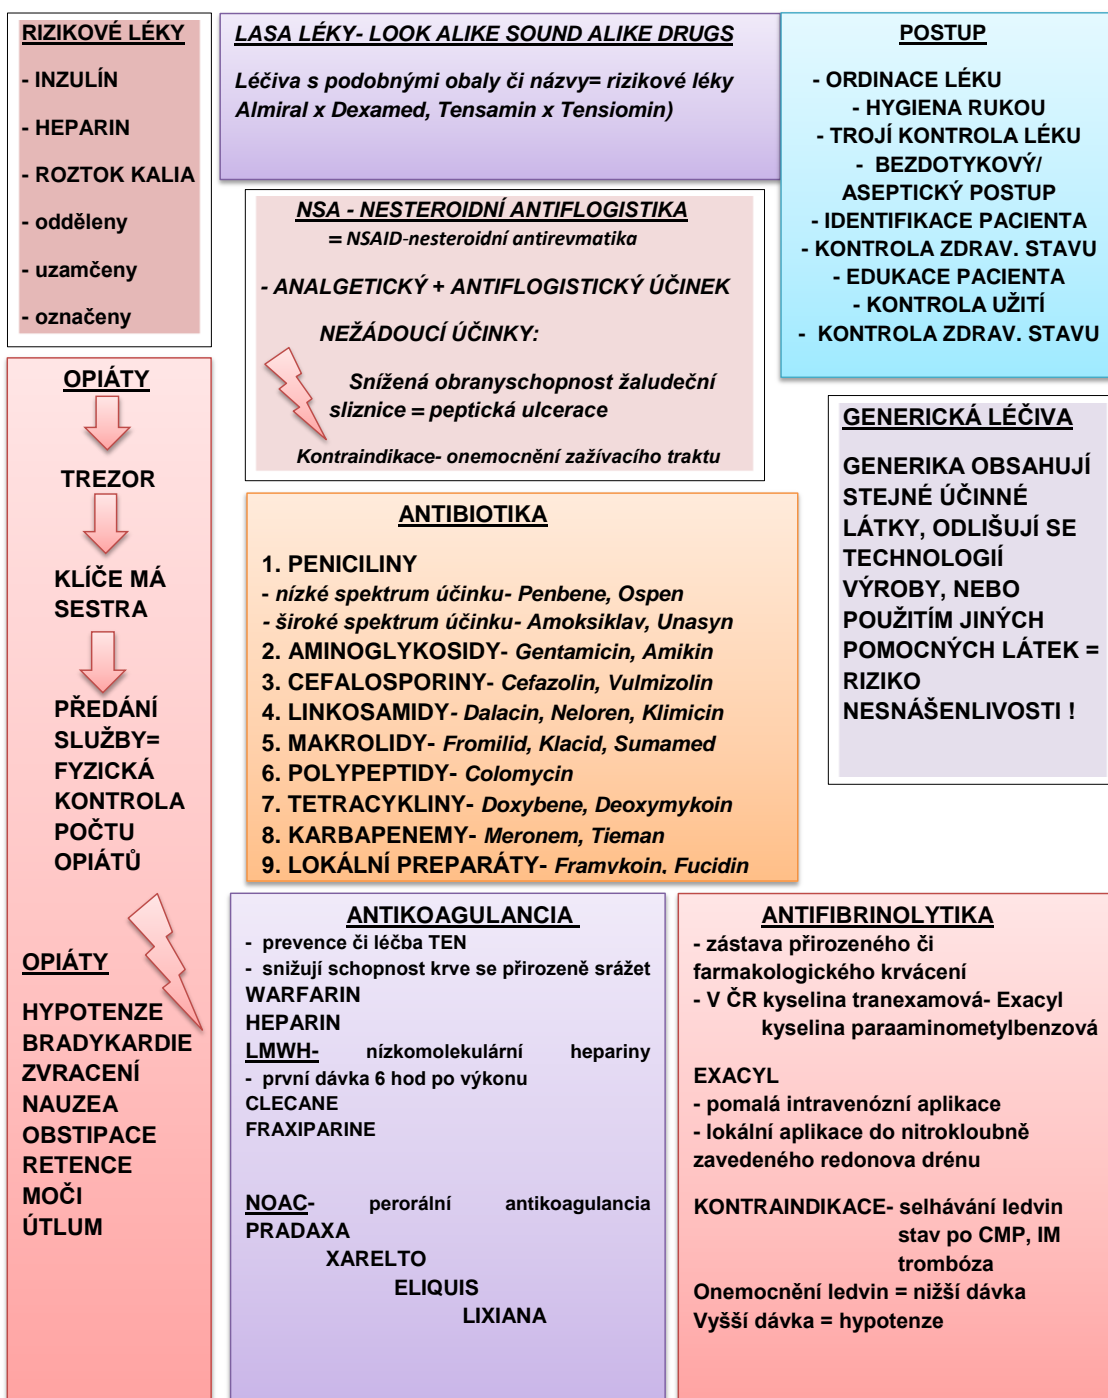 RIZIKOVÉ LÉKY
- INZULÍN
- HEPARIN
- ROZTOK KALIA
- odděleny
- uzamčeny
- označeny
LASA LÉKY- LOOK ALIKE SOUND ALIKE DRUGS
Léčiva s podobnými obaly či názvy= rizikové léky
Almiral x Dexamed, Tensamin x Tensiomin)
POSTUP
- ORDINACE LÉKU
- HYGIENA RUKOU
- TROJÍ KONTROLA LÉKU
- BEZDOTYKOVÝ/
ASEPTICKÝ POSTUP
- IDENTIFIKACE PACIENTA
- KONTROLA ZDRAV. STAVU
- EDUKACE PACIENTA
- KONTROLA UŽITÍ
- KONTROLA ZDRAV. STAVU
NSA - NESTEROIDNÍ ANTIFLOGISTIKA
= NSAID-nesteroidní antirevmatika
- ANALGETICKÝ + ANTIFLOGISTICKÝ ÚČINEK
NEŽÁDOUCÍ ÚČINKY:
Snížená obranyschopnost žaludeční
sliznice = peptická ulcerace
Kontraindikace- onemocnění zažívacího traktu
OPIÁTY
TREZOR
KLÍČE MÁ
SESTRA
PŘEDÁNÍ
SLUŽBY=
FYZICKÁ
KONTROLA
POČTU
OPIÁTŮ
OPIÁTY
HYPOTENZE
BRADYKARDIE
ZVRACENÍ
NAUZEA
OBSTIPACE
RETENCE
MOČI
ÚTLUM
GENERICKÁ LÉČIVA
GENERIKA OBSAHUJÍ
STEJNÉ ÚČINNÉ
LÁTKY, ODLIŠUJÍ SE
TECHNOLOGIÍ
VÝROBY, NEBO
POUŽITÍM JINÝCH
POMOCNÝCH LÁTEK =
RIZIKO
NESNÁŠENLIVOSTI !
ANTIBIOTIKA
1. PENICILINY
- nízké spektrum účinku- Penbene, Ospen
- široké spektrum účinku- Amoksiklav, Unasyn
2. AMINOGLYKOSIDY- Gentamicin, Amikin
3. CEFALOSPORINY- Cefazolin, Vulmizolin
4. LINKOSAMIDY- Dalacin, Neloren, Klimicin
5. MAKROLIDY- Fromilid, Klacid, Sumamed
6. POLYPEPTIDY- Colomycin
7. TETRACYKLINY- Doxybene, Deoxymykoin
8. KARBAPENEMY- Meronem, Tieman
9. LOKÁLNÍ PREPARÁTY- Framykoin, Fucidin
ANTIKOAGULANCIA
- prevence či léčba TEN
- snižují schopnost krve se přirozeně srážet
WARFARIN
HEPARIN
LMWH- nízkomolekulární hepariny
- první dávka 6 hod po výkonu
CLECANE
FRAXIPARINE
NOAC- perorální antikoagulancia
PRADAXA
XARELTO
ELIQUIS
LIXIANA
ANTIFIBRINOLYTIKA
- zástava přirozeného či
farmakologického krvácení
- V ČR kyselina tranexamová- Exacyl
kyselina paraaminometylbenzová
EXACYL
- pomalá intravenózní aplikace
- lokální aplikace do nitrokloubně
zavedeného redonova drénu
KONTRAINDIKACE- selhávání ledvin
stav po CMP, IM
trombóza
Onemocnění ledvin = nižší dávka
Vyšší dávka = hypotenze